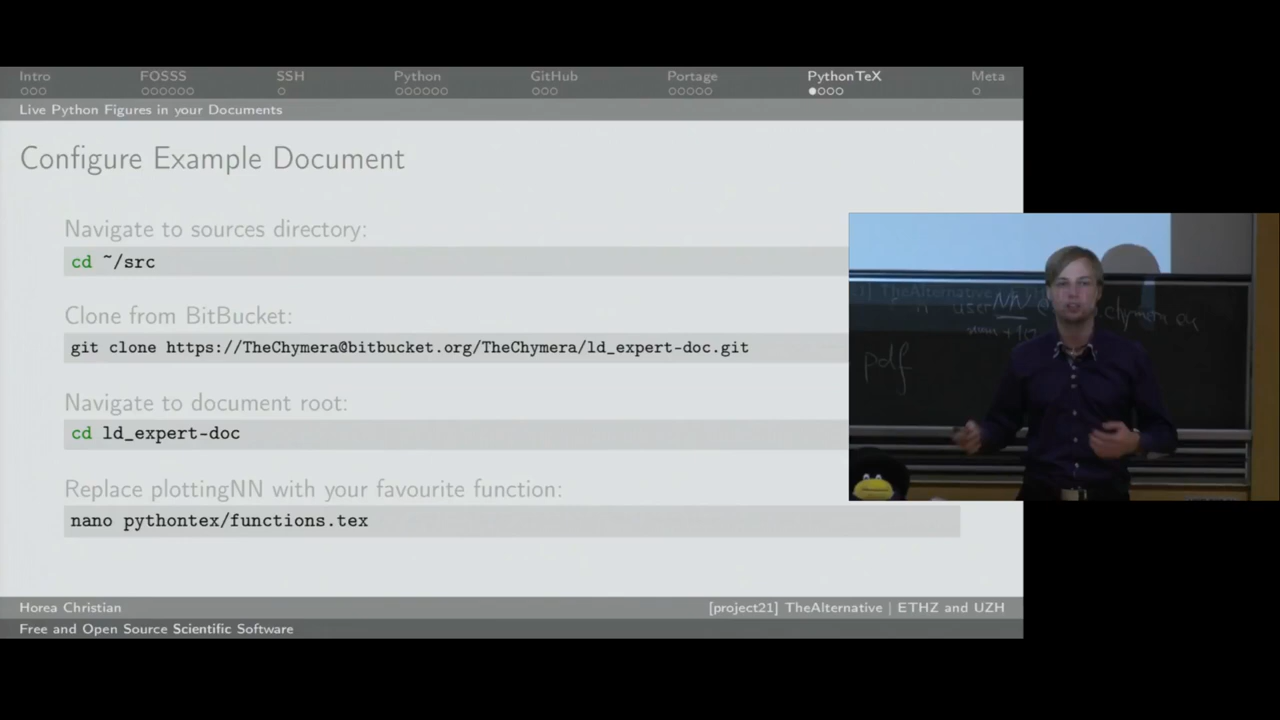 Intro FOSSS SSH Python GitHub Portage PythonTeX Meta
Live Python Figures in your Documents
Configure Example Document
Navigate to sources directory:
cd ~/src
Clone from BitBucket:
git clone https://TheChymera@bitbucket.org/TheChymera/ld_expert-doc.git
Navigate to document root:
cd ld_expert-doc
Replace plottingNN with your favourite function:
nano pythontex/functions.tex
TheAlternative
userNN
pdf
Horea Christian [project21] TheAlternative | ETHZ and UZH
Free and Open Source Scientific Software